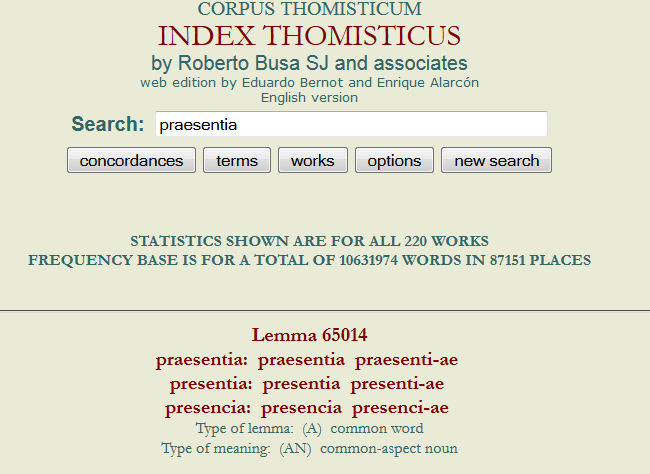 CORPUS THOMISTICUM
INDEX THOMISTICUS
by Roberto Busa SJ and associates
web edition by Eduardo Bernot and Enrique Alarcón
English version
Search: praesentia
concordances terms works options new search
STATISTICS SHOWN ARE FOR ALL 220 WORKS
FREQUENCY BASE IS FOR A TOTAL OF 10631974 WORDS IN 87151 PLACES
Lemma 65014
praesentia: praesentia praesenti-ae
presentia: presentia presenti-ae
presencia: presencia presenci-ae
Type of lemma: (A) common word
Type of meaning: (AN) common-aspect noun